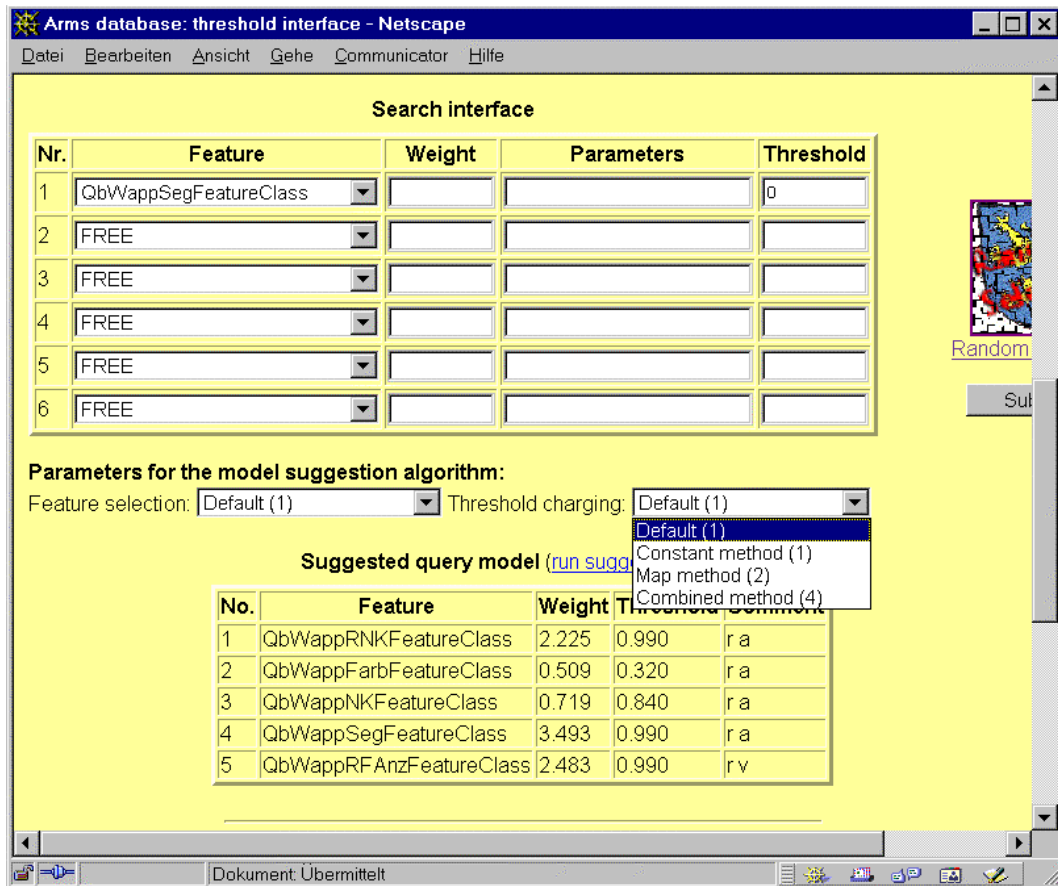 Arms database: threshold interface - Netscape
Datei Bearbeiten Ansicht Gehe Communicator Hilfe
Search interface
Nr. Feature Weight Parameters Threshold
1 QbWappSegFeatureClass 0
2 FREE
3 FREE
4 FREE
5 FREE
6 FREE
Random
Sub
Parameters for the model suggestion algorithm:
Feature selection: Default (1) Threshold charging: Default (1)
Default (1)
Constant method (1)
Map method (2)
Combined method (4)
Suggested query model (run sugg
No. Feature Weight Threshold Comment
1 QbWappRNKFeatureClass 2.225 0.990 r a
2 QbWappFarbFeatureClass 0.509 0.320 r a
3 QbWappNKFeatureClass 0.719 0.840 r a
4 QbWappSegFeatureClass 3.493 0.990 r a
5 QbWappRFAnzFeatureClass 2.483 0.990 r v
Dokument: Übermittelt